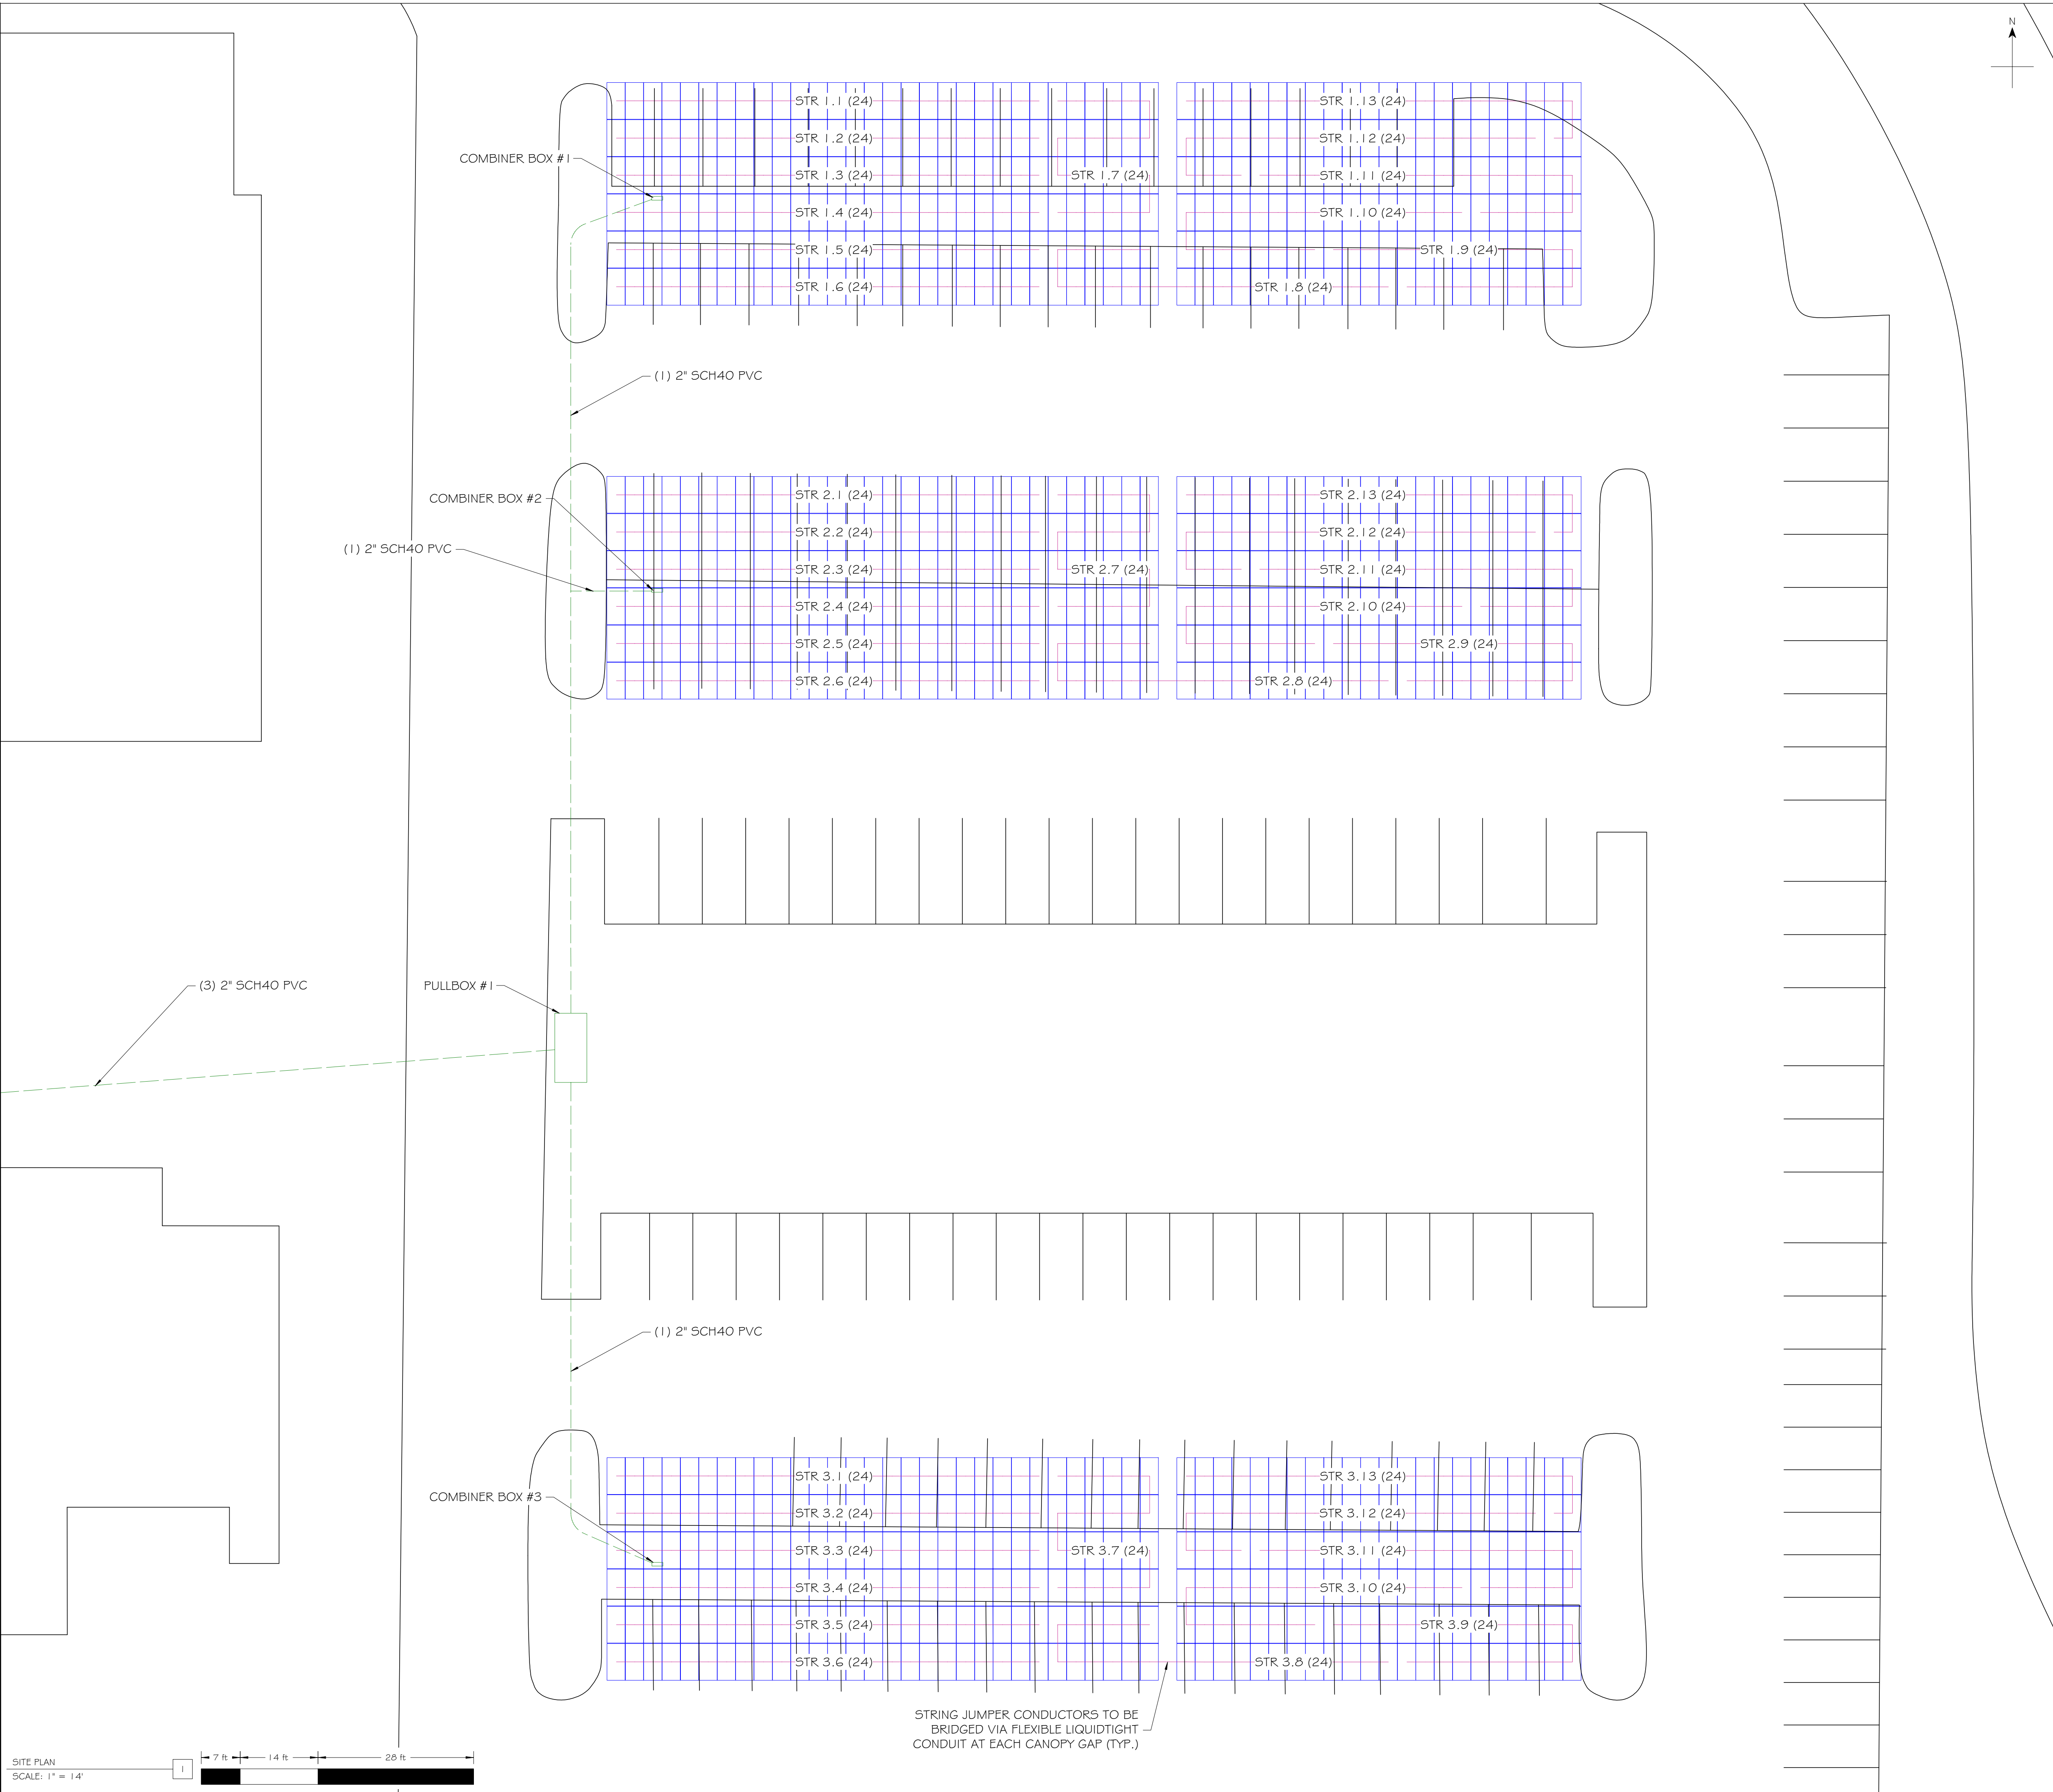 N
STR 1.1 (24)
STR 1.13 (24)
STR 1.2 (24)
STR 1.12 (24)
COMBINER BOX #1
STR 1.3 (24)
STR 1.7 (24)
STR 1.11 (24)
STR 1.4 (24)
STR 1.10 (24)
STR 1.5 (24)
STR 1.9 (24)
STR 1.6 (24)
STR 1.8 (24)
(1) 2" SCH40 PVC
STR 2.1 (24)
STR 2.13 (24)
COMBINER BOX #2
STR 2.2 (24)
STR 2.12 (24)
(1) 2" SCH40 PVC
STR 2.3 (24)
STR 2.7 (24)
STR 2.11 (24)
STR 2.4 (24)
STR 2.10 (24)
STR 2.5 (24)
STR 2.9 (24)
STR 2.6 (24)
STR 2.8 (24)
(3) 2" SCH40 PVC
PULLBOX #1
(1) 2" SCH40 PVC
STR 3.1 (24)
STR 3.13 (24)
COMBINER BOX #3
STR 3.2 (24)
STR 3.12 (24)
STR 3.3 (24)
STR 3.7 (24)
STR 3.11 (24)
STR 3.4 (24)
STR 3.10 (24)
STR 3.5 (24)
STR 3.9 (24)
STR 3.6 (24)
STR 3.8 (24)
STRING JUMPER CONDUCTORS TO BE
BRIDGED VIA FLEXIBLE LIQUIDTIGHT
CONDUIT AT EACH CANOPY GAP (TYP.)
SITE PLAN
SCALE: 1" = 14'
1
7 ft
14 ft
28 ft